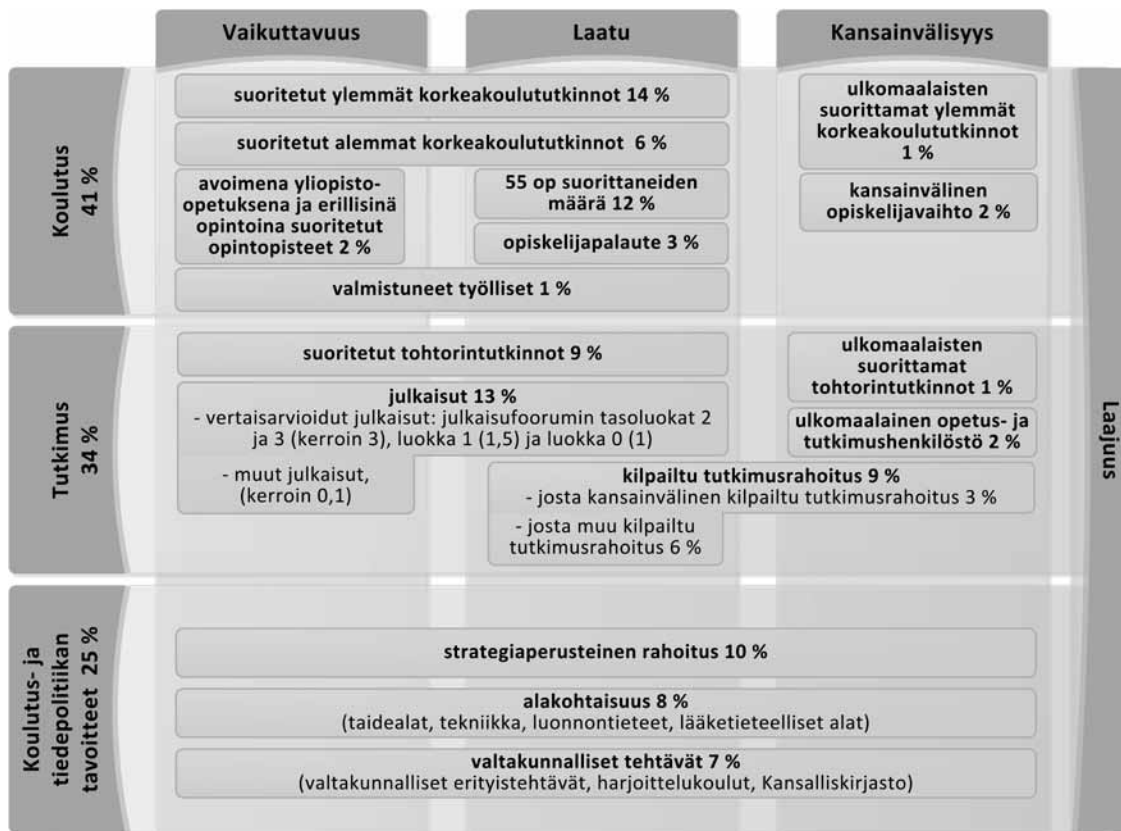 Vaikuttavuus
Laatu
Kansainvälisyys
Koulutus
41 %
suoritetut ylemmät korkeakoulututkinnot 14 %
suoritetut alemmat korkeakoulututkinnot 6 %
avoimena yliopisto-
opetuksena ja erillisinä
opintoina suoritetut
opintopisteet 2 %
55 op suorittaneiden
määrä 12 %
opiskelijapalaute 3 %
valmistuneet työlliset 1 %
ulkomaalaisten
suorittamat ylemmät
korkeakoulututkinnot
1 %
kansainvälinen
opiskelijavaihto 2 %
Tutkimus
34 %
suoritetut tohtorintutkinnot 9 %
julkaisut 13 %
- vertaisarvioidut julkaisut: julkaisufoorumin tasoluokat 2
ja 3 (kerroin 3), luokka 1 (1,5) ja luokka 0 (1)
- muut julkaisut,
(kerroin 0,1)
ulkomaalaisten
suorittamat
tohtorintutkinnot 1 %
ulkomaalainen opetus- ja
tutkimushenkilöstö 2 %
kilpailtu tutkimusrahoitus 9 %
- josta kansainvälinen kilpailtu tutkimusrahoitus 3 %
- josta muu kilpailtu
tutkimusrahoitus 6 %
Koulutus- ja
tiedepolitiikan
tavoitteet 25 %
strategiaperusteinen rahoitus 10 %
alakohtaisuus 8 %
(taidealat, tekniikka, luonnontieteet, lääketieteelliset alat)
valtakunnalliset tehtävät 7 %
(valtakunnalliset erityistehtävät, harjoittelukoulut, Kansalliskirjasto)
Laajuus